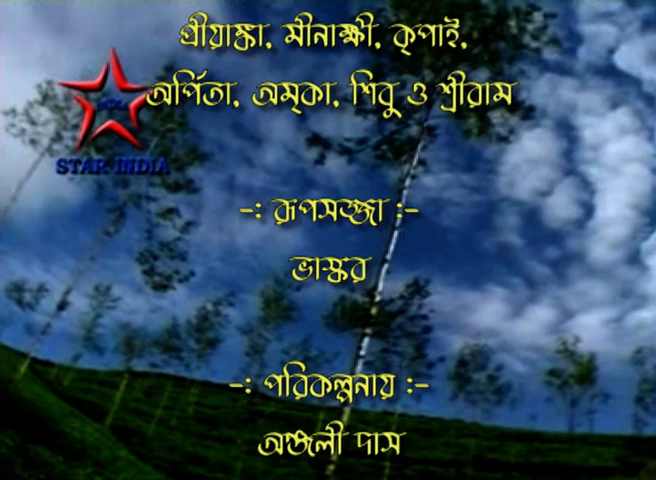 প্রীয়াঙ্কা, মীনাক্ষী, কৃপাই,
অর্পিতা, অমৃকা, শিবু ও শ্রীরাম
STAR INDIA
-: রূপসজ্জা :-
ভাস্কর
-: পরিকল্পনায় :-
অঞ্জলী দাস